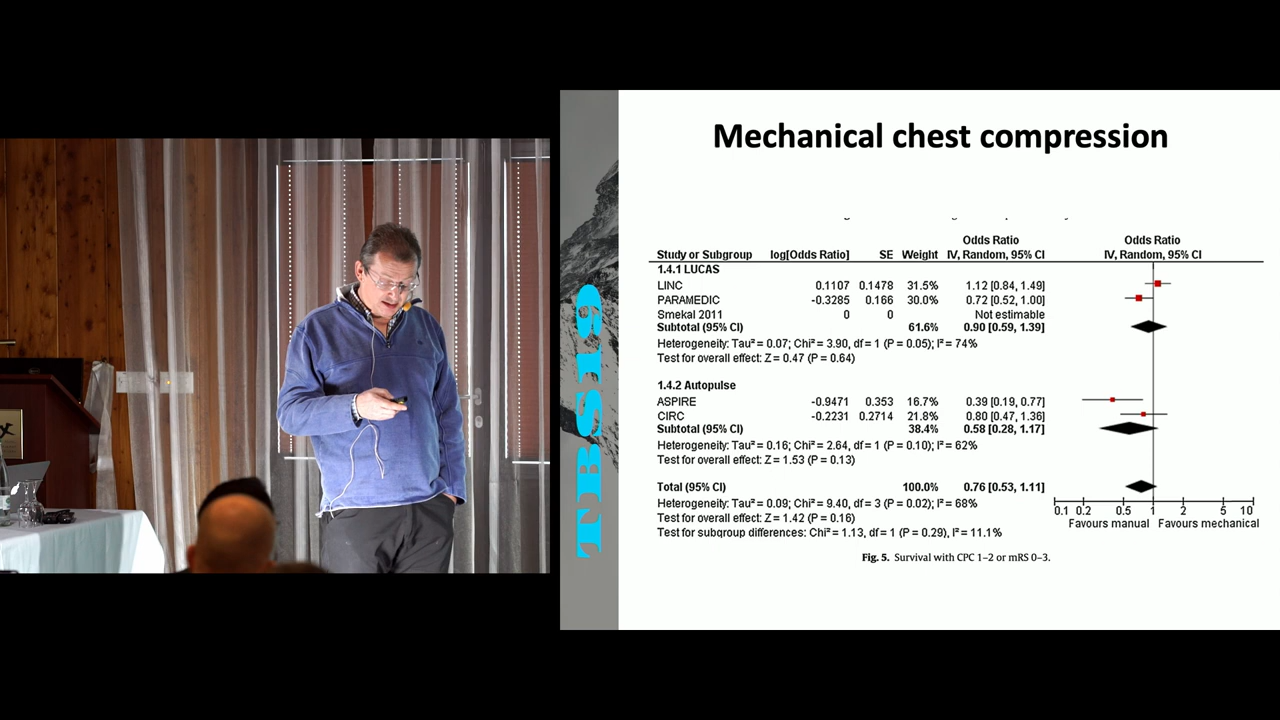 Mechanical chest compression
TBS19
Odds Ratio Odds Ratio
Study or Subgroup log[Odds Ratio] SE Weight IV, Random, 95% CI IV, Random, 95% CI
1.4.1 LUCAS
LINC 0.1107 0.1478 31.5% 1.12 [0.84, 1.49]
PARAMEDIC -0.3285 0.166 30.0% 0.72 [0.52, 1.00]
Smekal 2011 0 0 Not estimable
Subtotal (95% CI) 61.6% 0.90 [0.59, 1.39]
Heterogeneity: Tau² = 0.07; Chi² = 3.90, df = 1 (P = 0.05); I² = 74%
Test for overall effect: Z = 0.47 (P = 0.64)
1.4.2 Autopulse
ASPIRE -0.9471 0.353 16.7% 0.39 [0.19, 0.77]
CIRC -0.2231 0.2714 21.8% 0.80 [0.47, 1.36]
Subtotal (95% CI) 38.4% 0.58 [0.28, 1.17]
Heterogeneity: Tau² = 0.16; Chi² = 2.64, df = 1 (P = 0.10); I² = 62%
Test for overall effect: Z = 1.53 (P = 0.13)
Total (95% CI) 100.0% 0.76 [0.53, 1.11]
Heterogeneity: Tau² = 0.09; Chi² = 9.40, df = 3 (P = 0.02); I² = 68%
Test for overall effect: Z = 1.42 (P = 0.16)
Test for subgroup differences: Chi² = 1.13, df = 1 (P = 0.29), I² = 11.1%
0.1 0.2 0.5 1 2 5 10
Favours manual Favours mechanical
Fig. 5. Survival with CPC 1–2 or mRS 0–3.